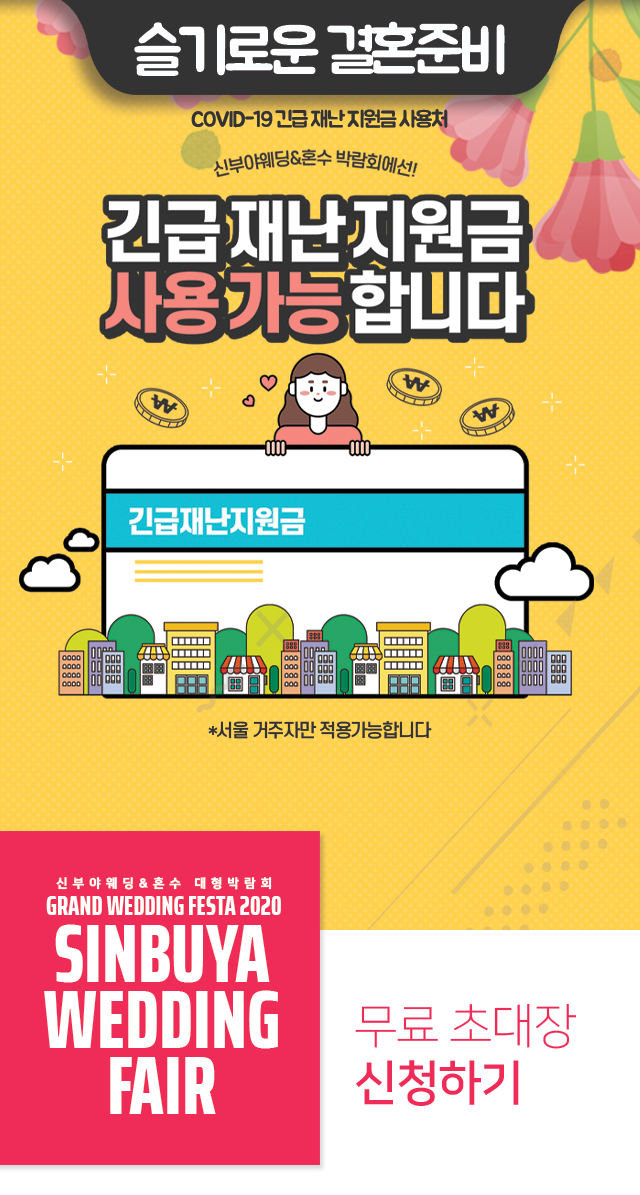 슬기로운 결혼준비
COVID-19 긴급 재난 지원금 사용처
신부야웨딩&혼수 박람회에선!
긴급 재난 지원금
사용 가능 합니다
긴급재난지원금
*서울 거주자만 적용가능합니다
신부야웨딩&혼수 대형박람회
GRAND WEDDING FESTA 2020
SINBUYA
WEDDING
FAIR
무료 초대장
신청하기